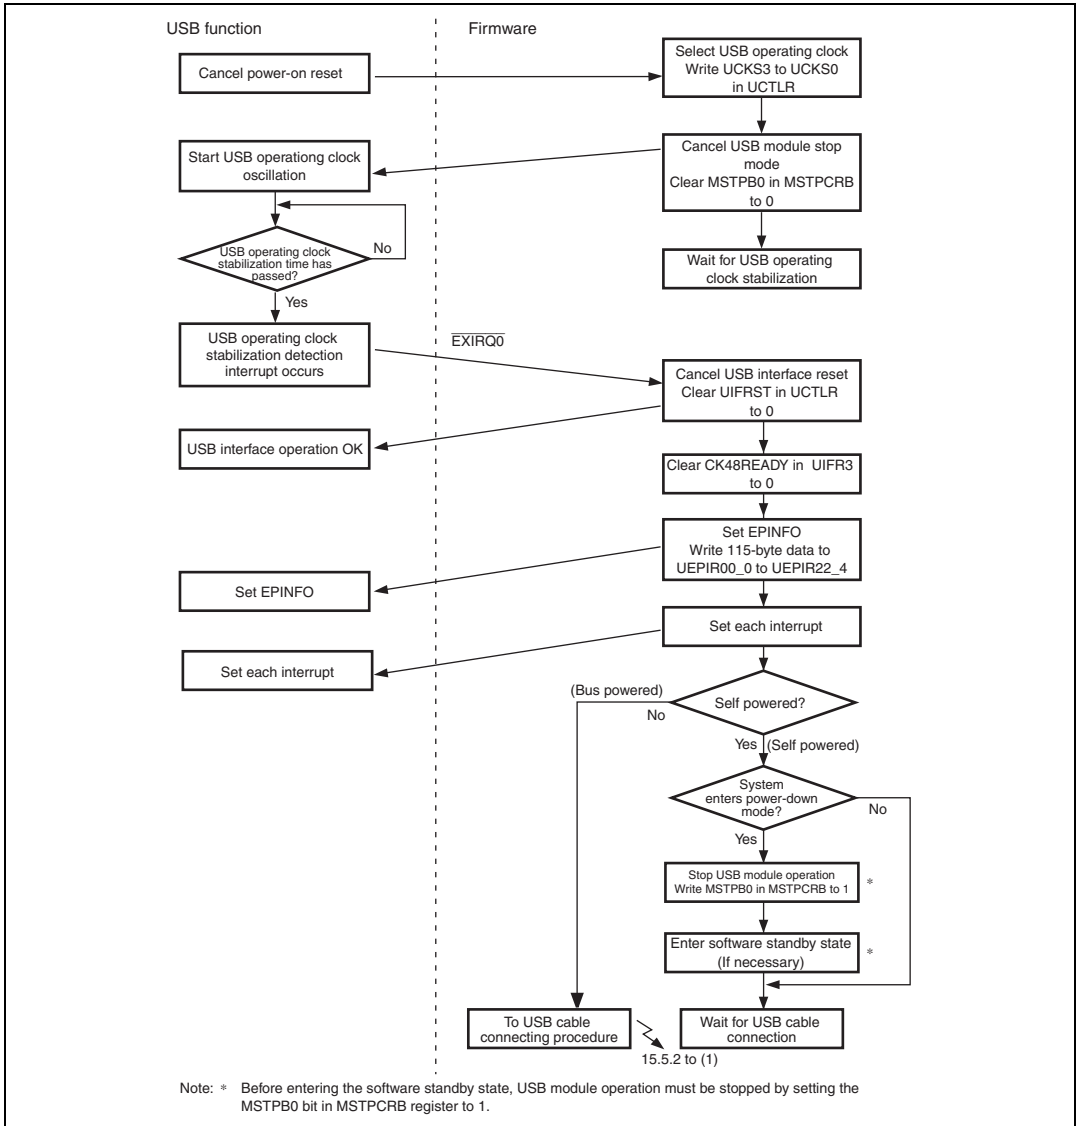 USB function
Firmware
Cancel power-on reset
Select USB operating clock
Write UCKS3 to UCKS0
in UCTLR
Start USB operationg clock
oscillation
Cancel USB module stop
mode
Clear MSTPB0 in MSTPCRB
to 0
USB operating clock
stabilization time has
passed?
No
Yes
Wait for USB operating
clock stabilization
USB operating clock
stabilization detection
interrupt occurs
EXIRQ0
Cancel USB interface reset
Clear UIFRST in UCTLR
to 0
USB interface operation OK
Clear CK48READY in UIFR3
to 0
Set EPINFO
Write 115-byte data to
UEPIR00_0 to UEPIR22_4
Set EPINFO
Set each interrupt
Set each interrupt
(Bus powered)
No
Self powered?
Yes (Self powered)
System
enters power-down
mode?
No
Yes
Stop USB module operation
Write MSTPB0 in MSTPCRB to 1 *
Enter software standby state
(If necessary) *
To USB cable
connecting procedure
Wait for USB cable
connection
15.5.2 to (1)
Note: * Before entering the software standby state, USB module operation must be stopped by setting the
MSTPB0 bit in MSTPCRB register to 1.